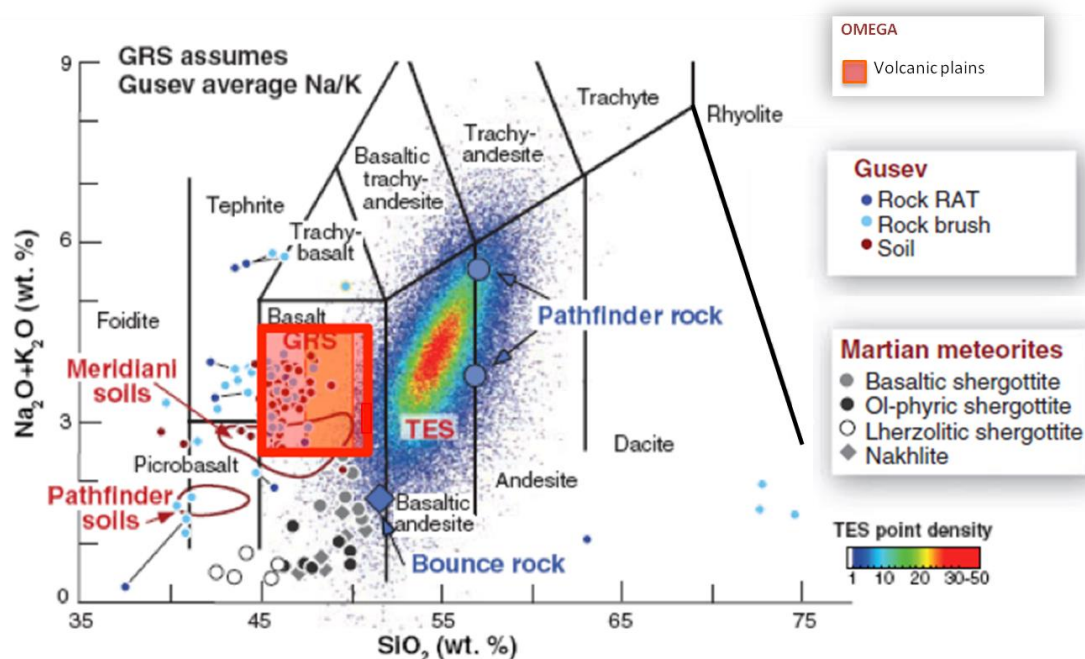 GRS assumes
Gusev average Na/K
9
6
3
0
Na₂O+K₂O (wt. %)
35
45
55
65
75
SiO₂ (wt. %)
Foidite
Tephrite
Picrobasalt
Basalt
Trachy-
basalt
Basaltic
trachy-
andesite
Trachy-
andesite
Trachyte
Rhyolite
Basaltic
andesite
Andesite
Dacite
GRS
TES
Meridiani
soils
Pathfinder
soils
Pathfinder rock
Bounce rock
OMEGA
Volcanic plains
Gusev
Rock RAT
Rock brush
Soil
Martian meteorites
Basaltic shergottite
Ol-phyric shergottite
Lherzolitic shergottite
Nakhlite
TES point density
1 10 20 30-50